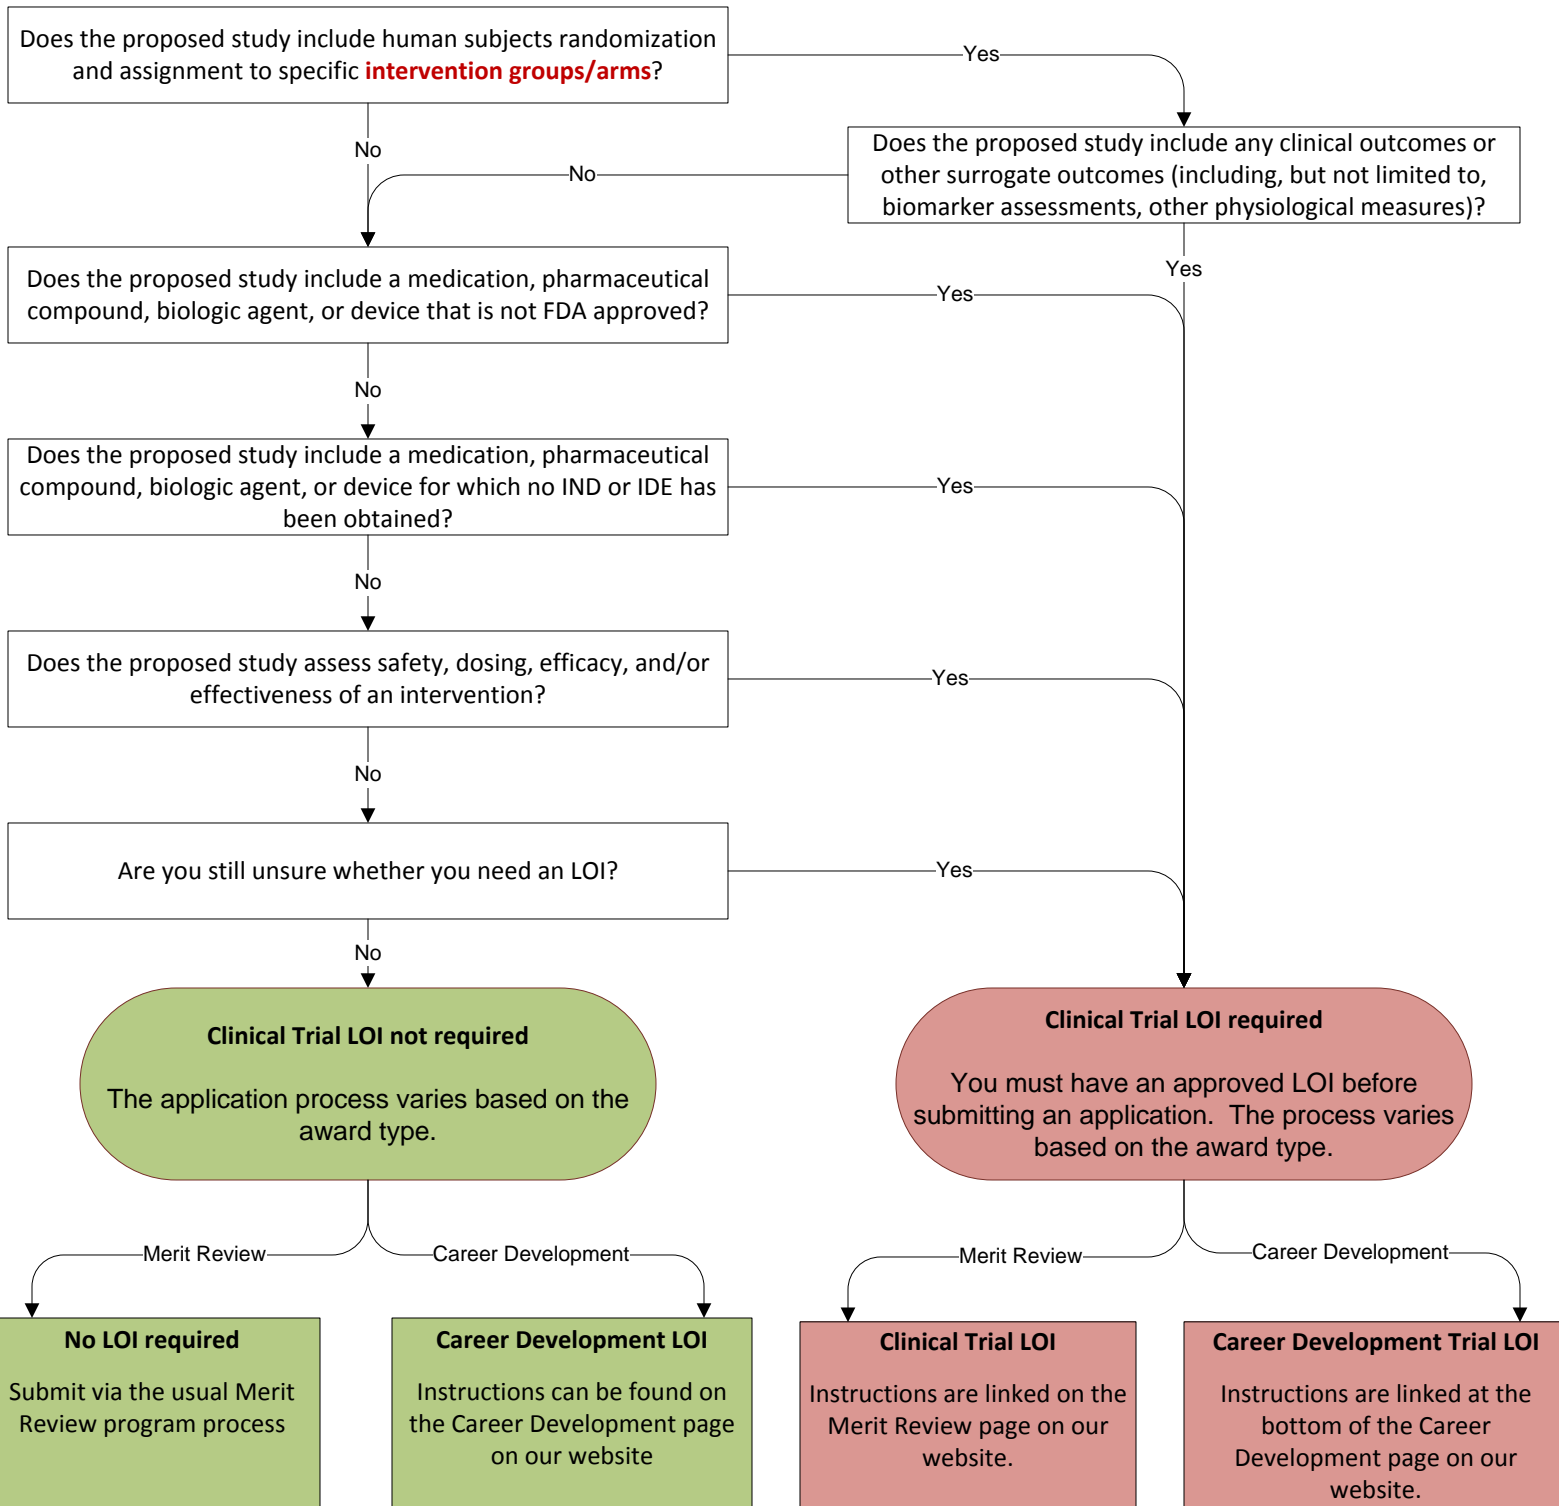 Does the proposed study include human subjects randomization
and assignment to specific intervention groups/arms?
Yes
No
Does the proposed study include any clinical outcomes or
other surrogate outcomes (including, but not limited to,
biomarker assessments, other physiological measures)?
No
Yes
Does the proposed study include a medication, pharmaceutical
compound, biologic agent, or device that is not FDA approved?
Yes
No
Does the proposed study include a medication, pharmaceutical
compound, biologic agent, or device for which no IND or IDE has
been obtained?
Yes
No
Does the proposed study assess safety, dosing, efficacy, and/or
effectiveness of an intervention?
Yes
No
Are you still unsure whether you need an LOI?
Yes
No
Clinical Trial LOI not required
The application process varies based on the
award type.
Clinical Trial LOI required
You must have an approved LOI before
submitting an application.  The process varies
based on the award type.
Merit Review
Career Development
Merit Review
Career Development
No LOI required
Submit via the usual Merit
Review program process
Career Development LOI
Instructions can be found on
the Career Development page
on our website
Clinical Trial LOI
Instructions are linked on the
Merit Review page on our
website.
Career Development Trial LOI
Instructions are linked at the
bottom of the Career
Development page on our
website.